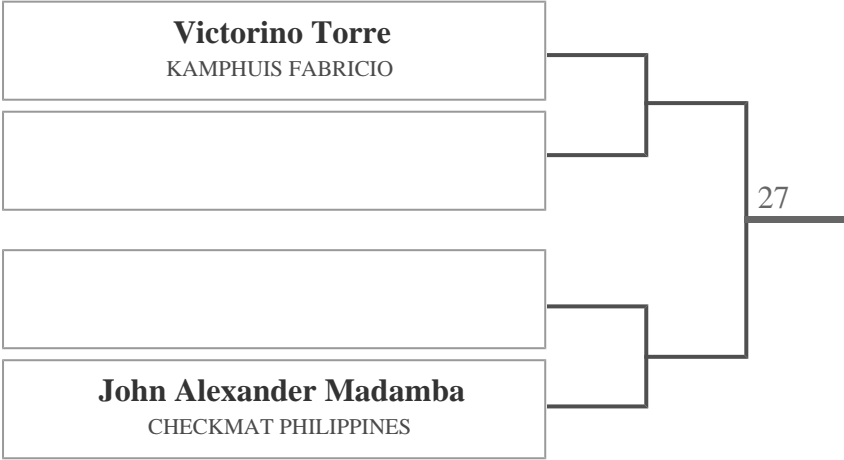 Victorino Torre
KAMPHUIS FABRICIO
27
John Alexander Madamba
CHECKMAT PHILIPPINES